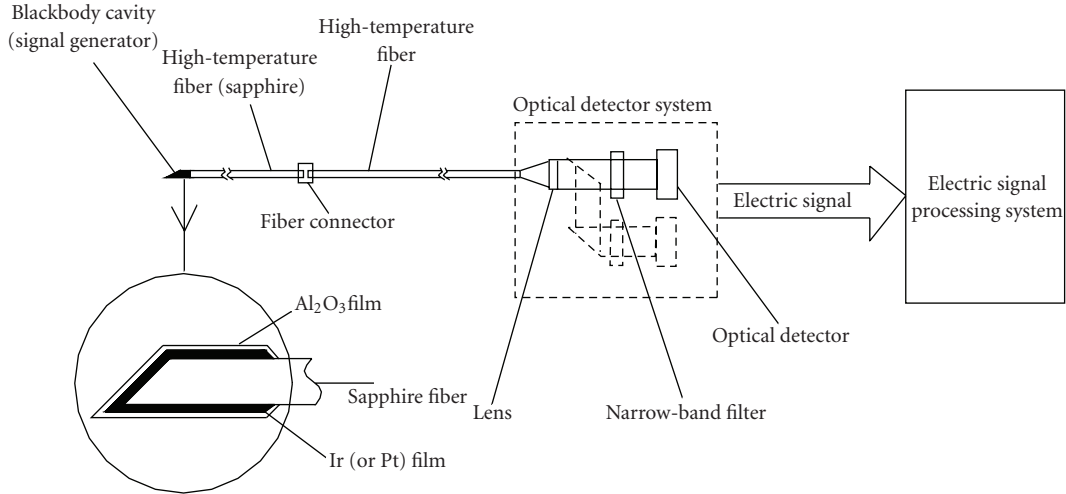 Blackbody cavity
(signal generator)
High-temperature
fiber (sapphire)
High-temperature
fiber
Optical detector system
Fiber connector
Electric signal
Electric signal
processing system
Al₂O₃film
Sapphire fiber
Ir (or Pt) film
Lens
Narrow-band filter
Optical detector